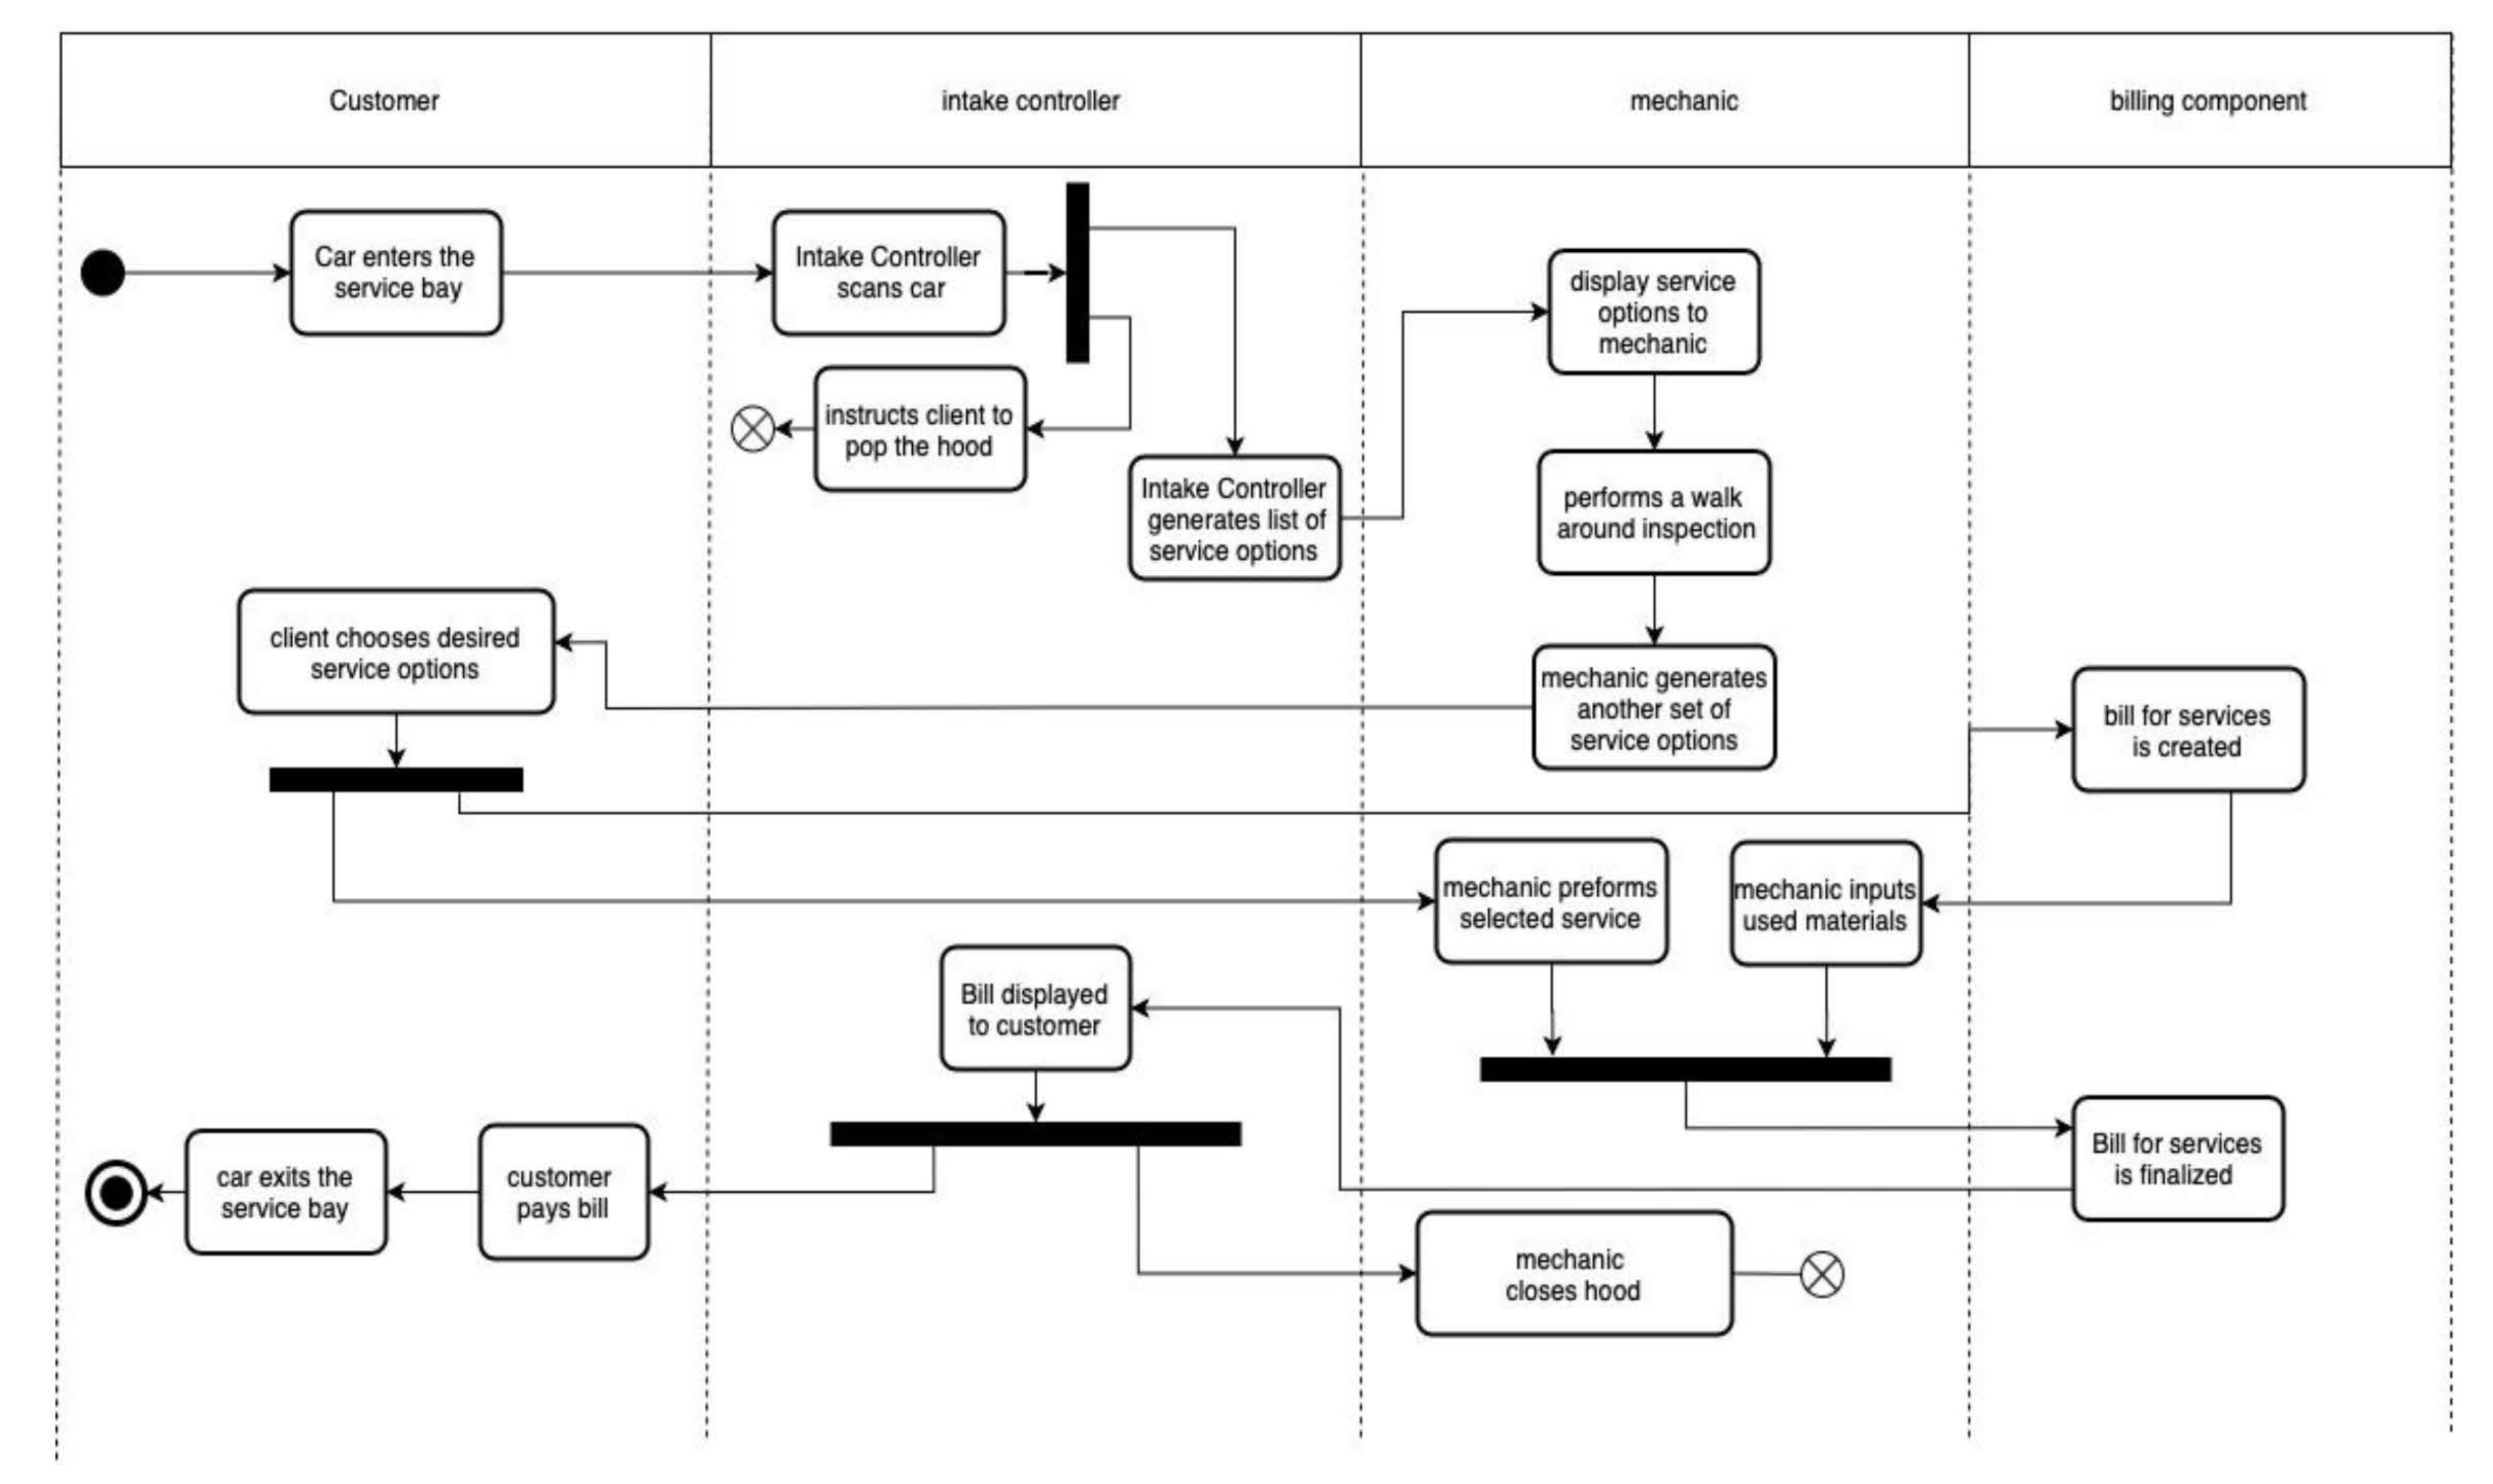 Customer
intake controller
mechanic
billing component
Car enters the
service bay
Intake Controller
scans car
display service
options to
mechanic
instructs client to
pop the hood
Intake Controller
generates list of
service options
performs a walk
around inspection
client chooses desired
service options
mechanic generates
another set of
service options
bill for services
is created
mechanic preforms
selected service
mechanic inputs
used materials
Bill displayed
to customer
Bill for services
is finalized
car exits the
service bay
customer
pays bill
mechanic
closes hood